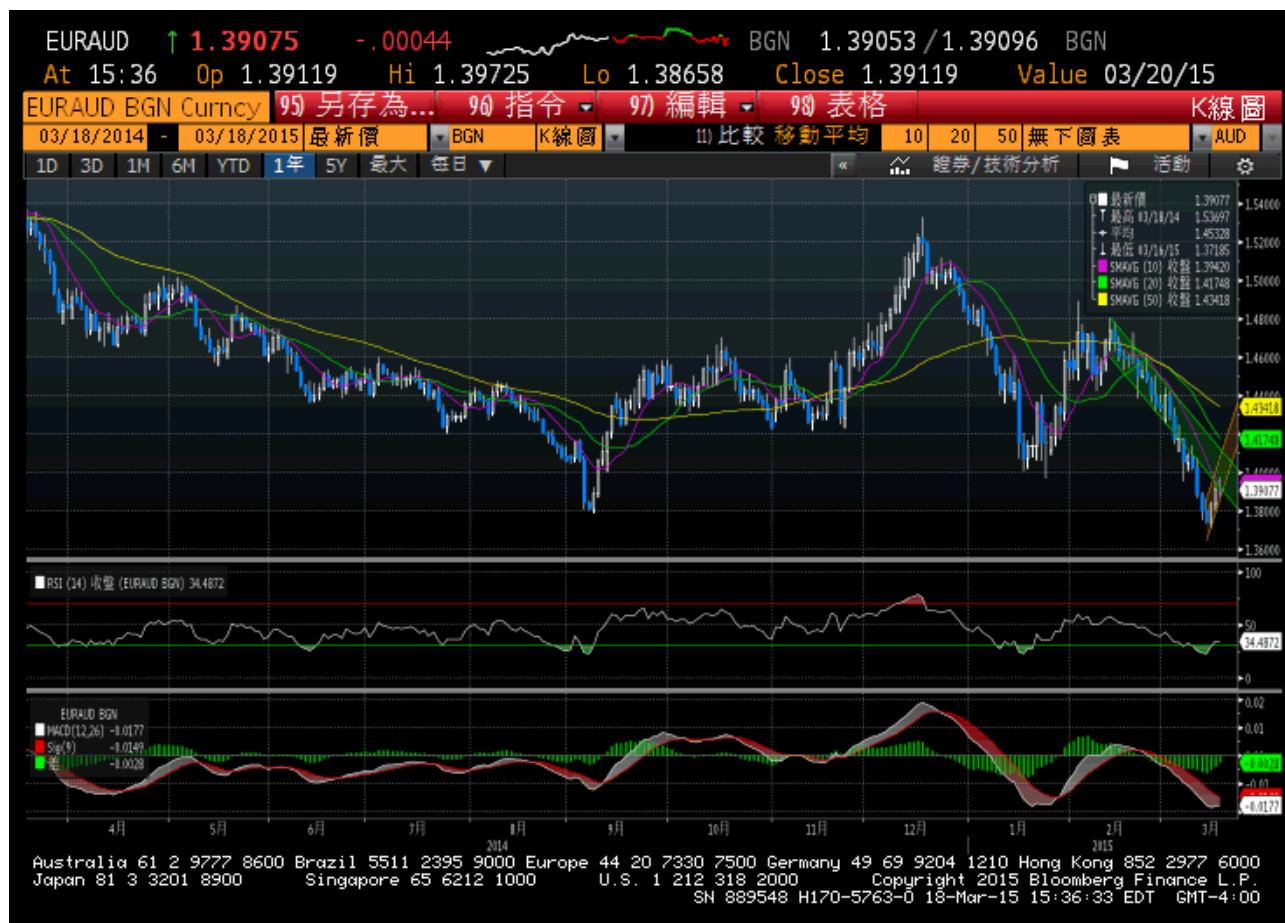 EURAUD ↑ 1.39075 -.00044 BGN 1.39053/1.39096 BGN
At 15:36 Op 1.39119 Hi 1.39725 Lo 1.38658 Close 1.39119 Value 03/20/15
EURAUD BGN Curncy 95) 另存為... 96) 指令 97) 編輯 98) 表格 K線圖
03/18/2014 - 03/18/2015 最新價 BGN K線圖 11) 比較 移動平均 10 20 50 無下圖表 AUD
1D 3D 1M 6M YTD 1年 5Y 最大 每日 ▼ « 證券/技術分析 活動
最新價 1.39077
最高 03/18/14 1.53697
平均 1.45328
最低 03/16/15 1.37185
SMAVG (10) 收盤 1.39420
SMAVG (20) 收盤 1.41748
SMAVG (50) 收盤 1.43418
1.54000
1.52000
1.50000
1.48000
1.46000
1.43418
1.41748
1.39077
1.38000
1.36000
RSI (14) 收盤 (EURAUD BGN) 34.4872
100
50
34.4872
0
EURAUD BGN
MACD(12,26) -0.0177
Sig(9) -0.0149
-0.0028
0.02
0.01
-0.0028
-0.01
-0.0177
4月 5月 6月 7月 8月 9月 10月 11月 12月 1月 2月 3月
2014 2015
Australia 61 2 9777 8600 Brazil 5511 2395 9000 Europe 44 20 7330 7500 Germany 49 69 9204 1210 Hong Kong 852 2977 6000
Japan 81 3 3201 8900 Singapore 65 6212 1000 U.S. 1 212 318 2000 Copyright 2015 Bloomberg Finance L.P.
SN 889548 H170-5763-0 18-Mar-15 15:36:33 EDT GMT-4:00